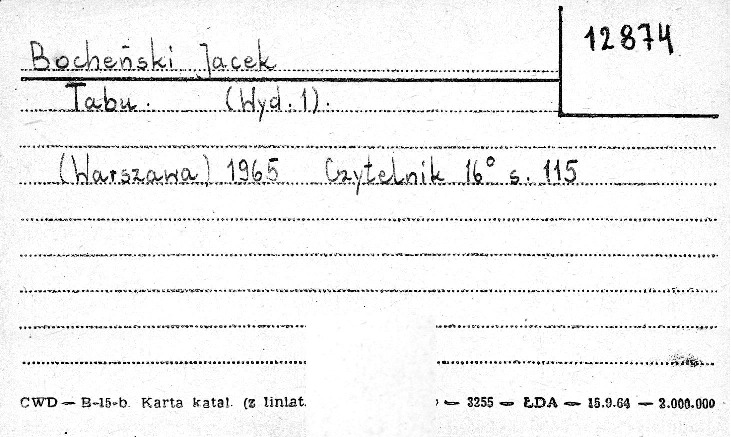 12874
Bocheński Jacek
Tabu. (Wyd. 1).
(Warszawa) 1965 Czytelnik 16° s. 115
CWD — B-15-b. Karta katal. (z liniat. — 3255 — ŁDA — 15.9.64 — 2.000.000